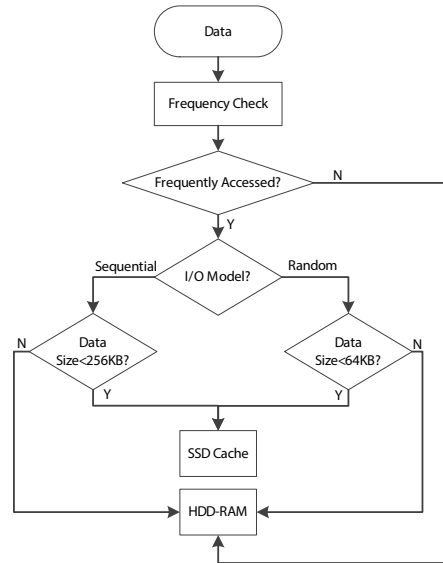 Data
Frequency Check
Frequently Accessed?
N
Y
Sequential
I/O Model?
Random
N
Data
Size<256KB?
Y
Data
Size<64KB?
N
Y
SSD Cache
HDD-RAM